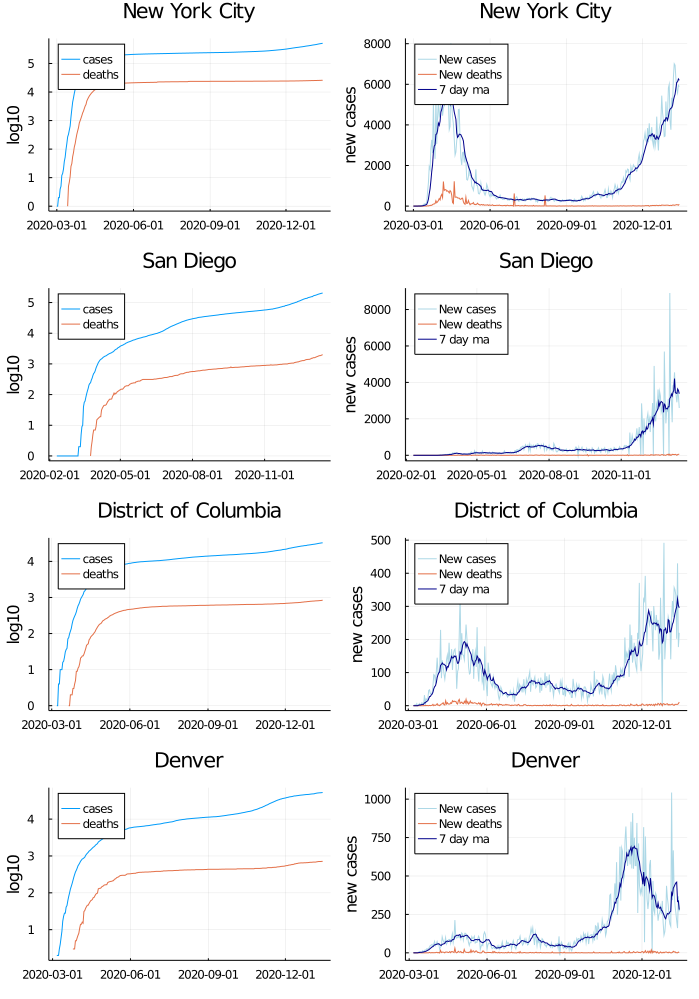 New York City
New York City
5
4
3
2
1
0
log10
cases
deaths
2020-03-01 2020-06-01 2020-09-01 2020-12-01
8000
6000
4000
2000
0
new cases
New cases
New deaths
7 day ma
2020-03-01 2020-06-01 2020-09-01 2020-12-01
San Diego
San Diego
5
4
3
2
1
0
log10
cases
deaths
2020-02-01 2020-05-01 2020-08-01 2020-11-01
8000
6000
4000
2000
0
new cases
New cases
New deaths
7 day ma
2020-02-01 2020-05-01 2020-08-01 2020-11-01
District of Columbia
District of Columbia
4
3
2
1
0
log10
cases
deaths
2020-03-01 2020-06-01 2020-09-01 2020-12-01
500
400
300
200
100
0
new cases
New cases
New deaths
7 day ma
2020-03-01 2020-06-01 2020-09-01 2020-12-01
Denver
Denver
4
3
2
1
log10
cases
deaths
2020-03-01 2020-06-01 2020-09-01 2020-12-01
1000
750
500
250
0
new cases
New cases
New deaths
7 day ma
2020-03-01 2020-06-01 2020-09-01 2020-12-01